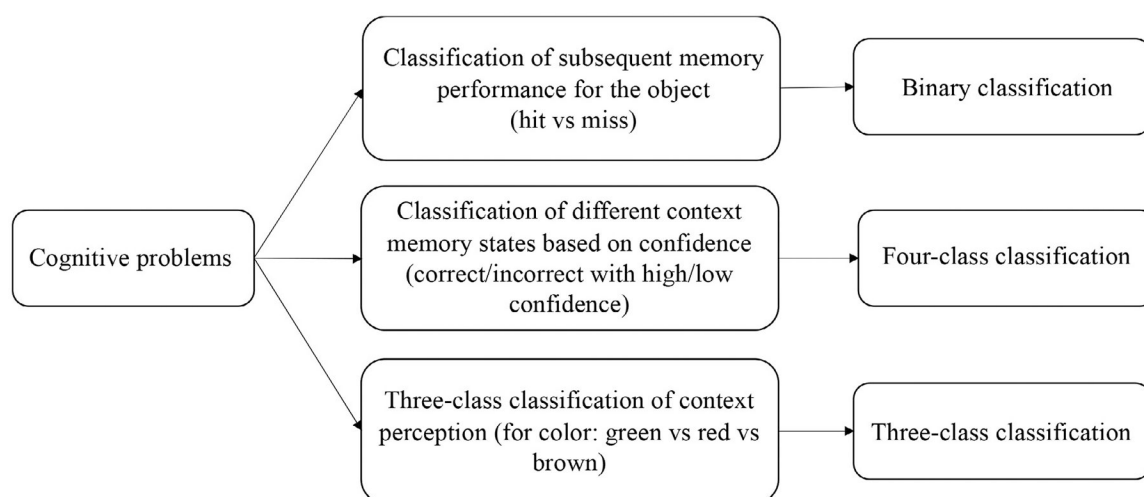 Classification of subsequent memory
performance for the object
(hit vs miss)
Binary classification
Cognitive problems
Classification of different context
memory states based on confidence
(correct/incorrect with high/low
confidence)
Four-class classification
Three-class classification of context
perception (for color: green vs red vs
brown)
Three-class classification